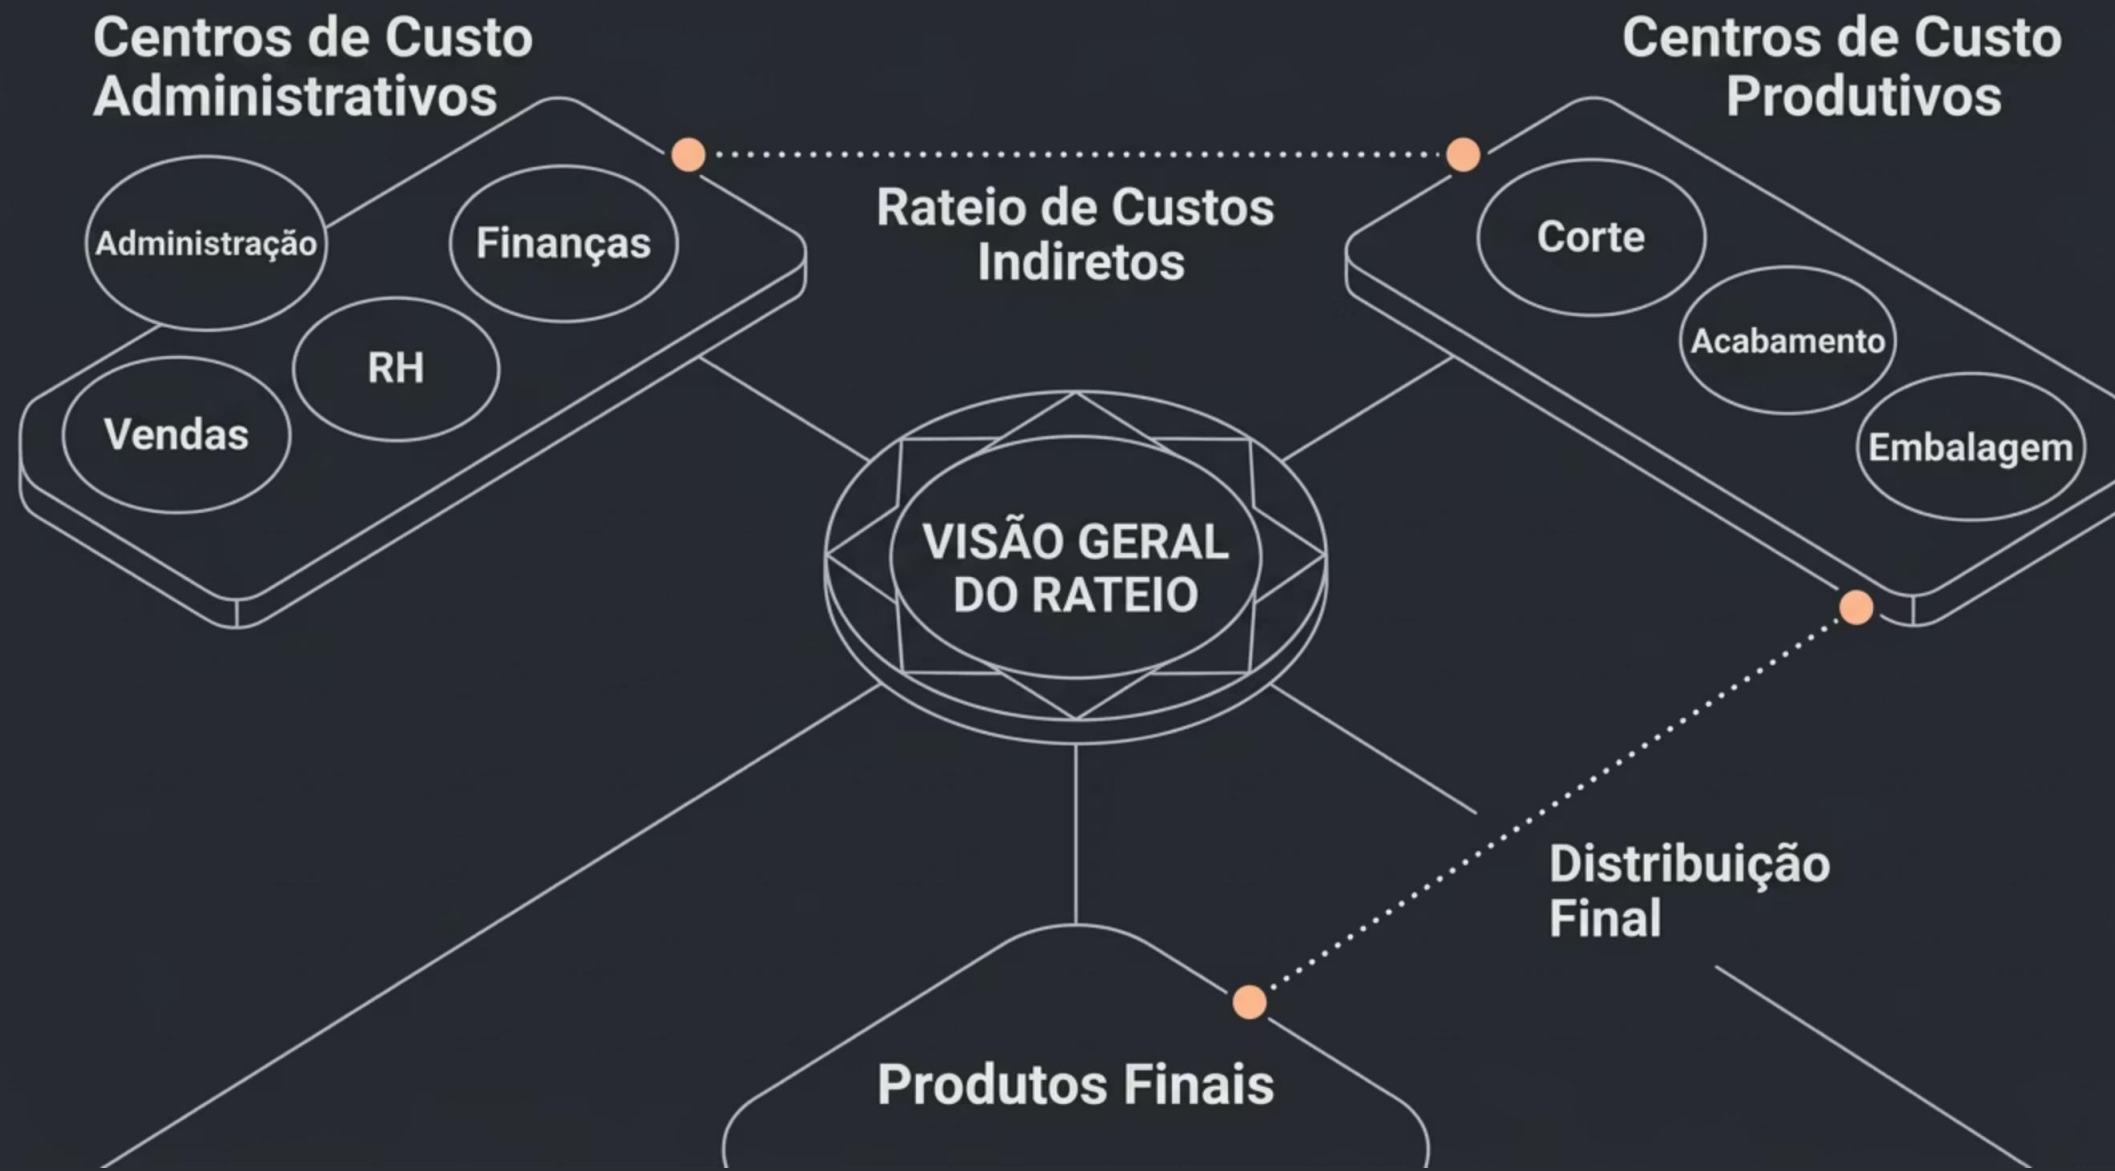 Centros de Custo
Administrativos
Administração
Finanças
RH
Vendas
Rateio de Custos
Indiretos
Centros de Custo
Produtivos
Corte
Acabamento
Embalagem
VISÃO GERAL
DO RATEIO
Distribuição
Final
Produtos Finais